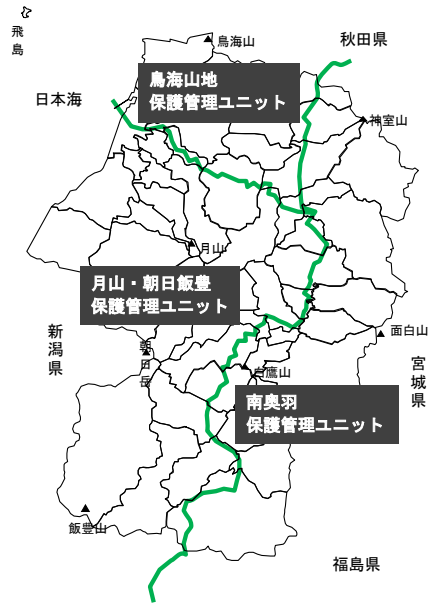 飛島
鳥海山
秋田県
鳥海山地
保護管理ユニット
日本海
神室山
月山
月山・朝日飯豊
保護管理ユニット
面白山
新潟県
朝日岳
白鷹山
宮城県
南奥羽
保護管理ユニット
飯豊山
福島県